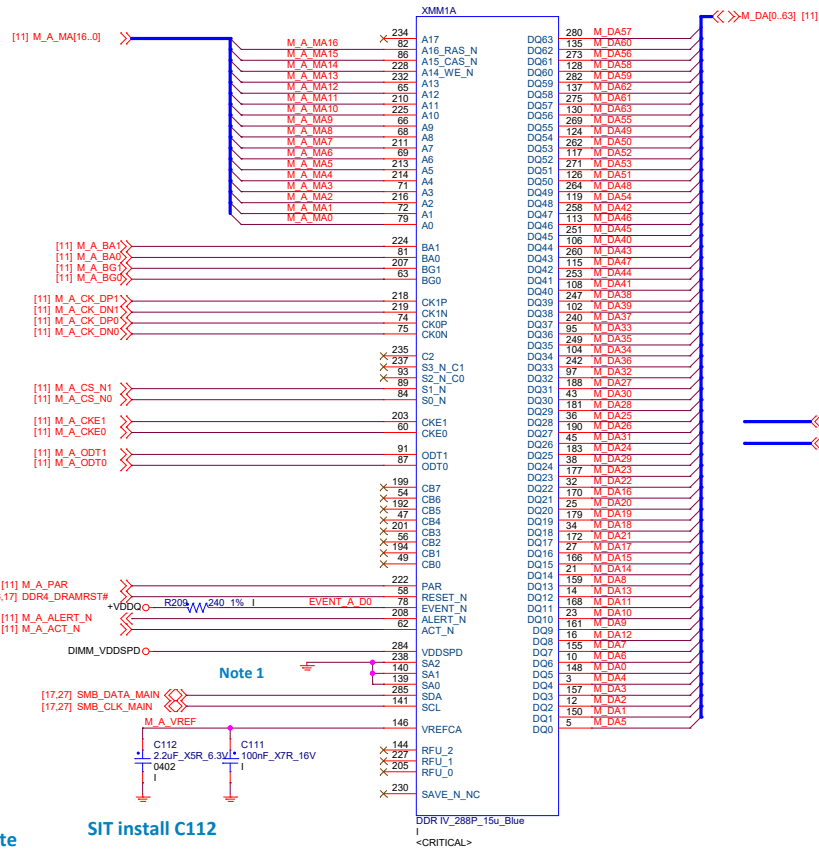 XMM1A
[11] M_A_MA[16..0]
234 A17
M_A_MA16 82 A16_RAS_N
M_A_MA15 86 A15_CAS_N
M_A_MA14 228 A14_WE_N
M_A_MA13 232 A13
M_A_MA12 65 A12
M_A_MA11 210 A11
M_A_MA10 225 A10
M_A_MA9 66 A9
M_A_MA8 68 A8
M_A_MA7 211 A7
M_A_MA6 69 A6
M_A_MA5 213 A5
M_A_MA4 214 A4
M_A_MA3 71 A3
M_A_MA2 216 A2
M_A_MA1 72 A1
M_A_MA0 79 A0
[11] M_A_BA1 224 BA1
[11] M_A_BA0 81 BA0
[11] M_A_BG1 207 BG1
[11] M_A_BG0 63 BG0
[11] M_A_CK_DP1 218 CK1P
[11] M_A_CK_DN1 219 CK1N
[11] M_A_CK_DP0 74 CK0P
[11] M_A_CK_DN0 75 CK0N
235 C2
237 S3_N_C1
93 S2_N_C0
[11] M_A_CS_N1 89 S1_N
[11] M_A_CS_N0 84 S0_N
[11] M_A_CKE1 203 CKE1
[11] M_A_CKE0 60 CKE0
[11] M_A_ODT1 91 ODT1
[11] M_A_ODT0 87 ODT0
199 CB7
54 CB6
192 CB5
47 CB4
201 CB3
56 CB2
194 CB1
49 CB0
[11] M_A_PAR 222 PAR
,17] DDR4_DRAMRST# 58 RESET_N
+VDDQ R209 240 1% I EVENT_A_D0 78 EVENT_N
[11] M_A_ALERT_N 208 ALERT_N
[11] M_A_ACT_N 62 ACT_N
DIMM_VDDSPD 284 VDDSPD
238 SA2
Note 1 140 SA1
139 SA0
[17,27] SMB_DATA_MAIN 285 SDA
[17,27] SMB_CLK_MAIN 141 SCL
M_A_VREF 146 VREFCA
C112
2.2uF_X5R_6.3V
0402
I
C111
100nF_X7R_16V
I
144 RFU_2
227 RFU_1
205 RFU_0
230 SAVE_N_NC
M_DA[0..63] [11]
DQ63 280 M_DA57
DQ62 135 M_DA60
DQ61 273 M_DA56
DQ60 128 M_DA58
DQ59 282 M_DA59
DQ58 137 M_DA62
DQ57 275 M_DA61
DQ56 130 M_DA63
DQ55 269 M_DA55
DQ54 124 M_DA49
DQ53 262 M_DA50
DQ52 117 M_DA52
DQ51 271 M_DA53
DQ50 126 M_DA51
DQ49 264 M_DA48
DQ48 119 M_DA54
DQ47 258 M_DA42
DQ46 113 M_DA46
DQ45 251 M_DA45
DQ44 106 M_DA40
DQ43 260 M_DA43
DQ42 115 M_DA47
DQ41 253 M_DA44
DQ40 108 M_DA41
DQ39 247 M_DA38
DQ38 102 M_DA39
DQ37 240 M_DA37
DQ36 95 M_DA33
DQ35 249 M_DA35
DQ34 104 M_DA34
DQ33 242 M_DA36
DQ32 97 M_DA32
DQ31 188 M_DA27
DQ30 43 M_DA30
DQ29 181 M_DA28
DQ28 36 M_DA25
DQ27 190 M_DA26
DQ26 45 M_DA31
DQ25 183 M_DA24
DQ24 38 M_DA29
DQ23 177 M_DA23
DQ22 32 M_DA22
DQ21 170 M_DA16
DQ20 25 M_DA20
DQ19 179 M_DA19
DQ18 34 M_DA18
DQ17 172 M_DA21
DQ16 27 M_DA17
DQ15 166 M_DA15
DQ14 21 M_DA14
DQ13 159 M_DA8
DQ12 14 M_DA13
DQ11 168 M_DA11
DQ10 23 M_DA10
DQ9 161 M_DA9
DQ8 16 M_DA12
DQ7 155 M_DA7
DQ6 10 M_DA6
DQ5 148 M_DA0
DQ4 3 M_DA4
DQ3 157 M_DA3
DQ2 12 M_DA2
DQ1 150 M_DA1
DQ0 5 M_DA5
DDR IV_288P_15u_Blue
I
<CRITICAL>
SIT install C112
te